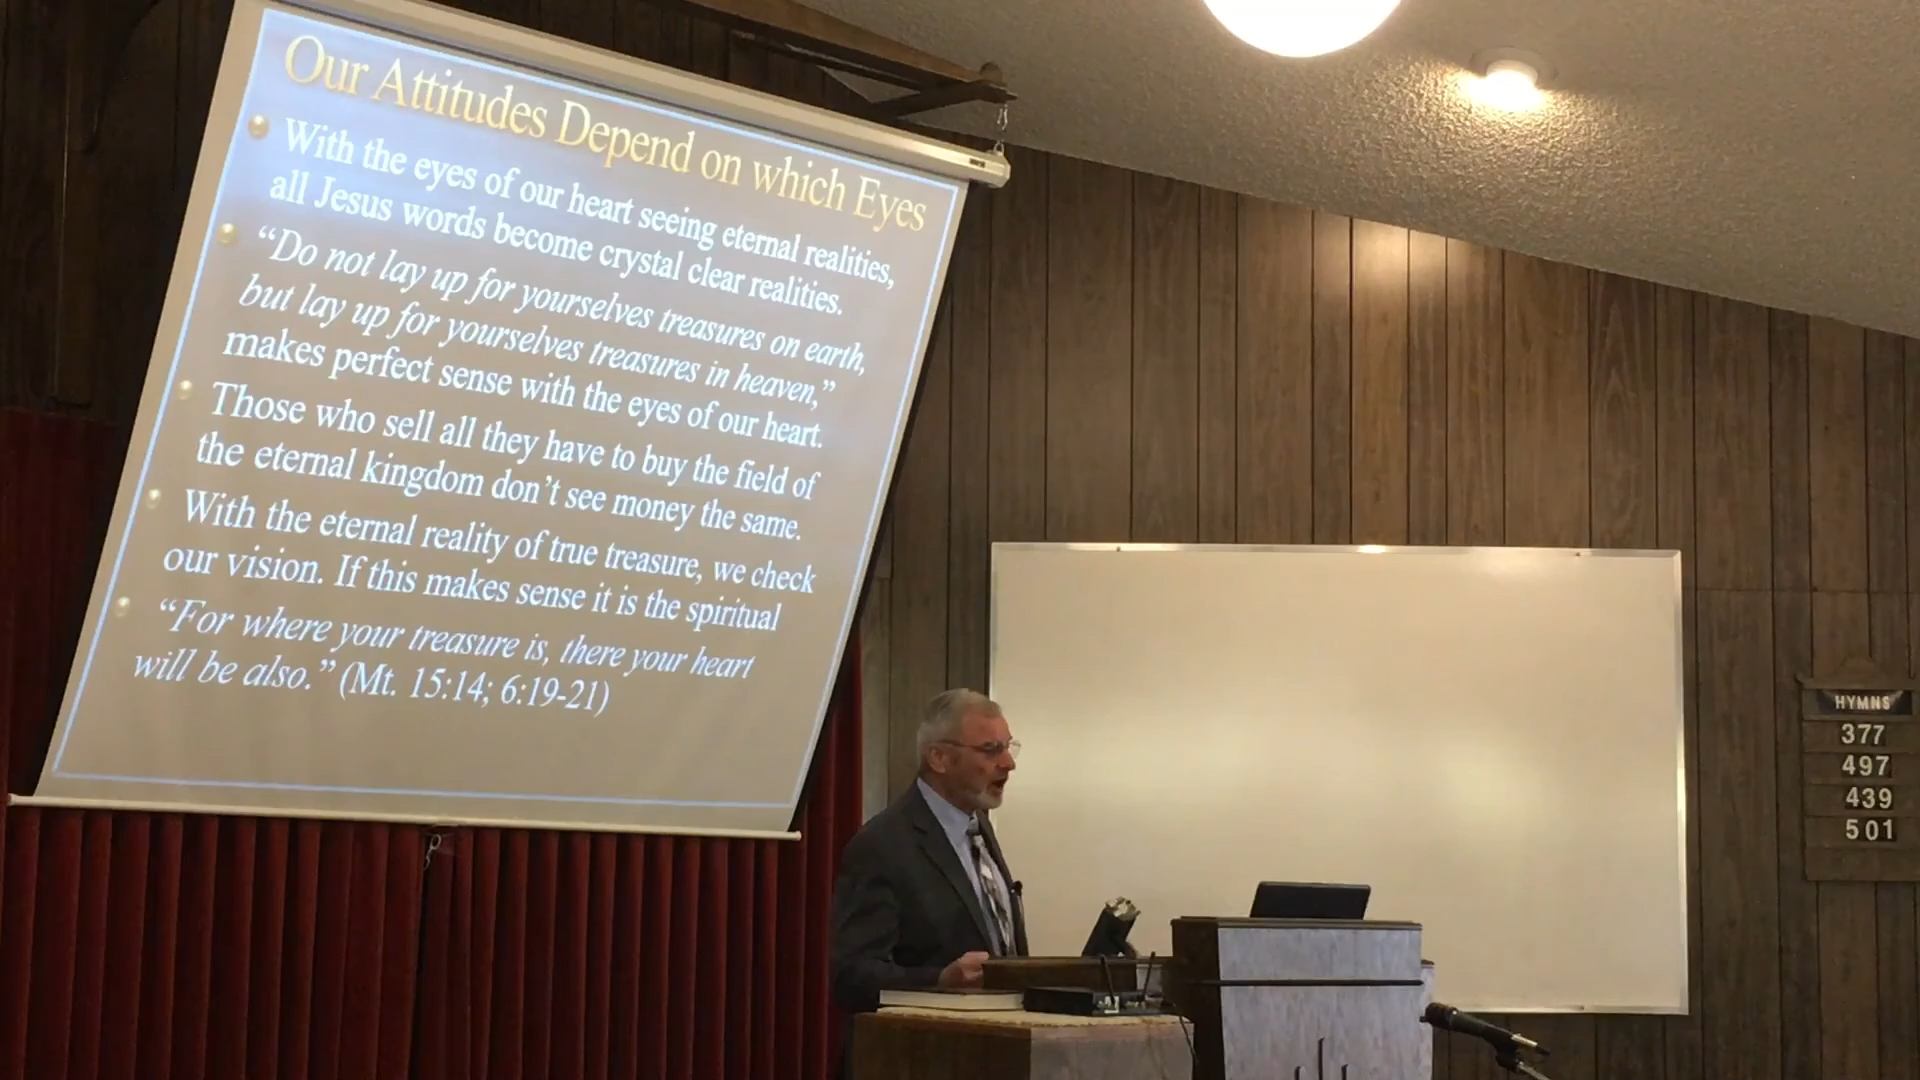 Our Attitudes Depend on which Eyes
With the eyes of our heart seeing eternal realities,
all Jesus words become crystal clear realities.
“Do not lay up for yourselves treasures on earth,
but lay up for yourselves treasures in heaven,”
makes perfect sense with the eyes of our heart.
Those who sell all they have to buy the field of
the eternal kingdom don’t see money the same.
With the eternal reality of true treasure, we check
our vision. If this makes sense it is the spiritual
“For where your treasure is, there your heart
will be also.” (Mt. 15:14; 6:19-21)
HYMNS
377
497
439
501